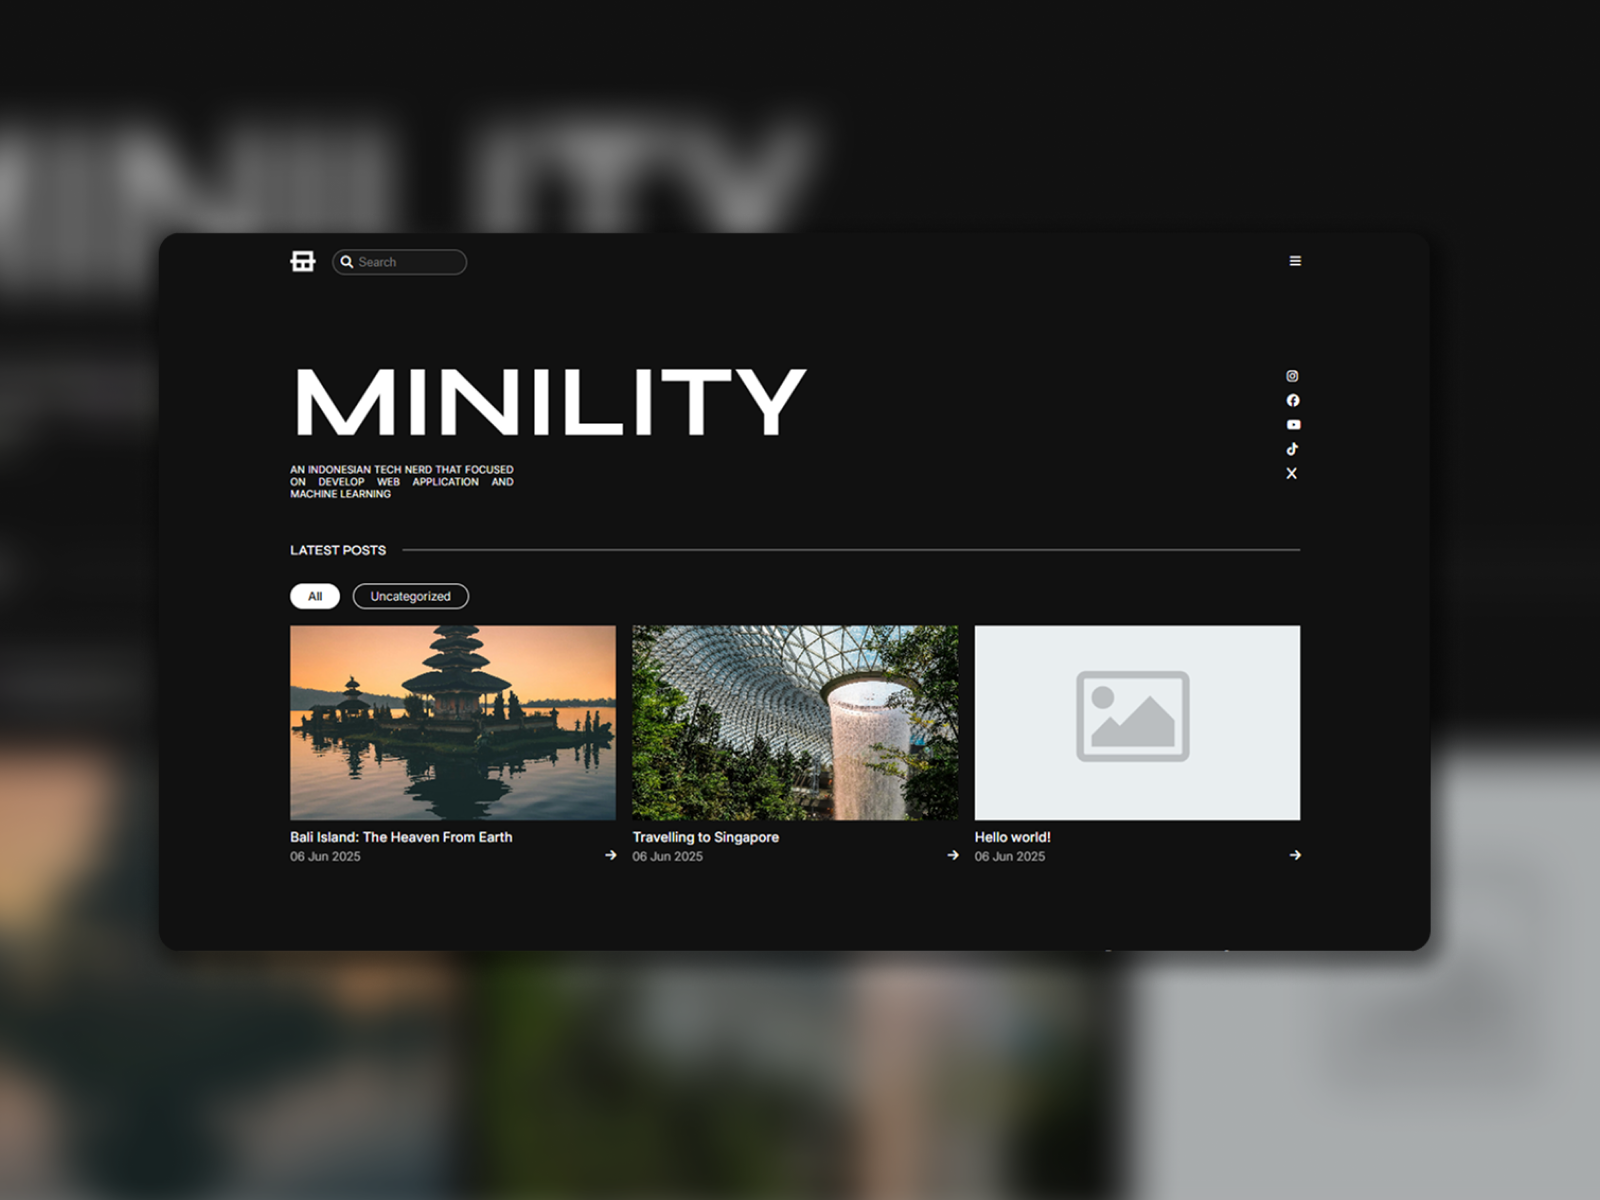 Search
MINILITY
AN INDONESIAN TECH NERD THAT FOCUSED
ON DEVELOP WEB APPLICATION AND
MACHINE LEARNING
LATEST POSTS
All
Uncategorized
Bali Island: The Heaven From Earth
06 Jun 2025
Travelling to Singapore
06 Jun 2025
Hello world!
06 Jun 2025